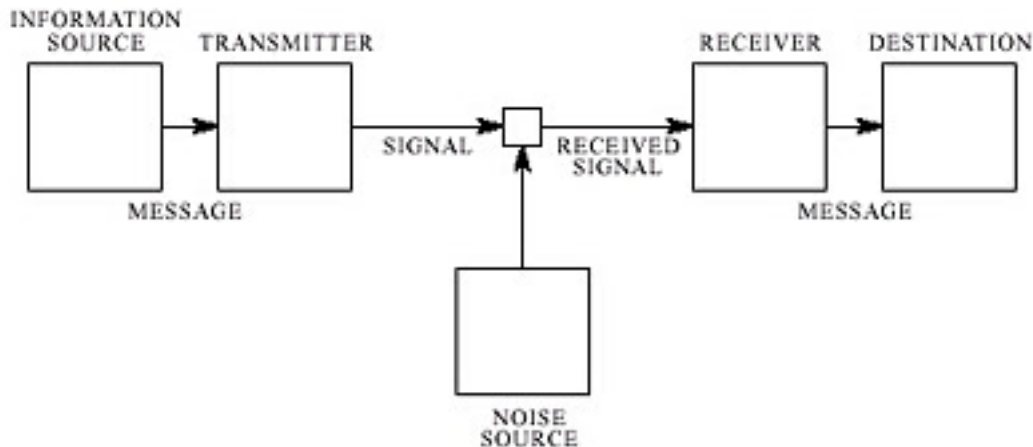 INFORMATION
SOURCE
TRANSMITTER
RECEIVER
DESTINATION
SIGNAL
RECEIVED
SIGNAL
MESSAGE
MESSAGE
NOISE
SOURCE